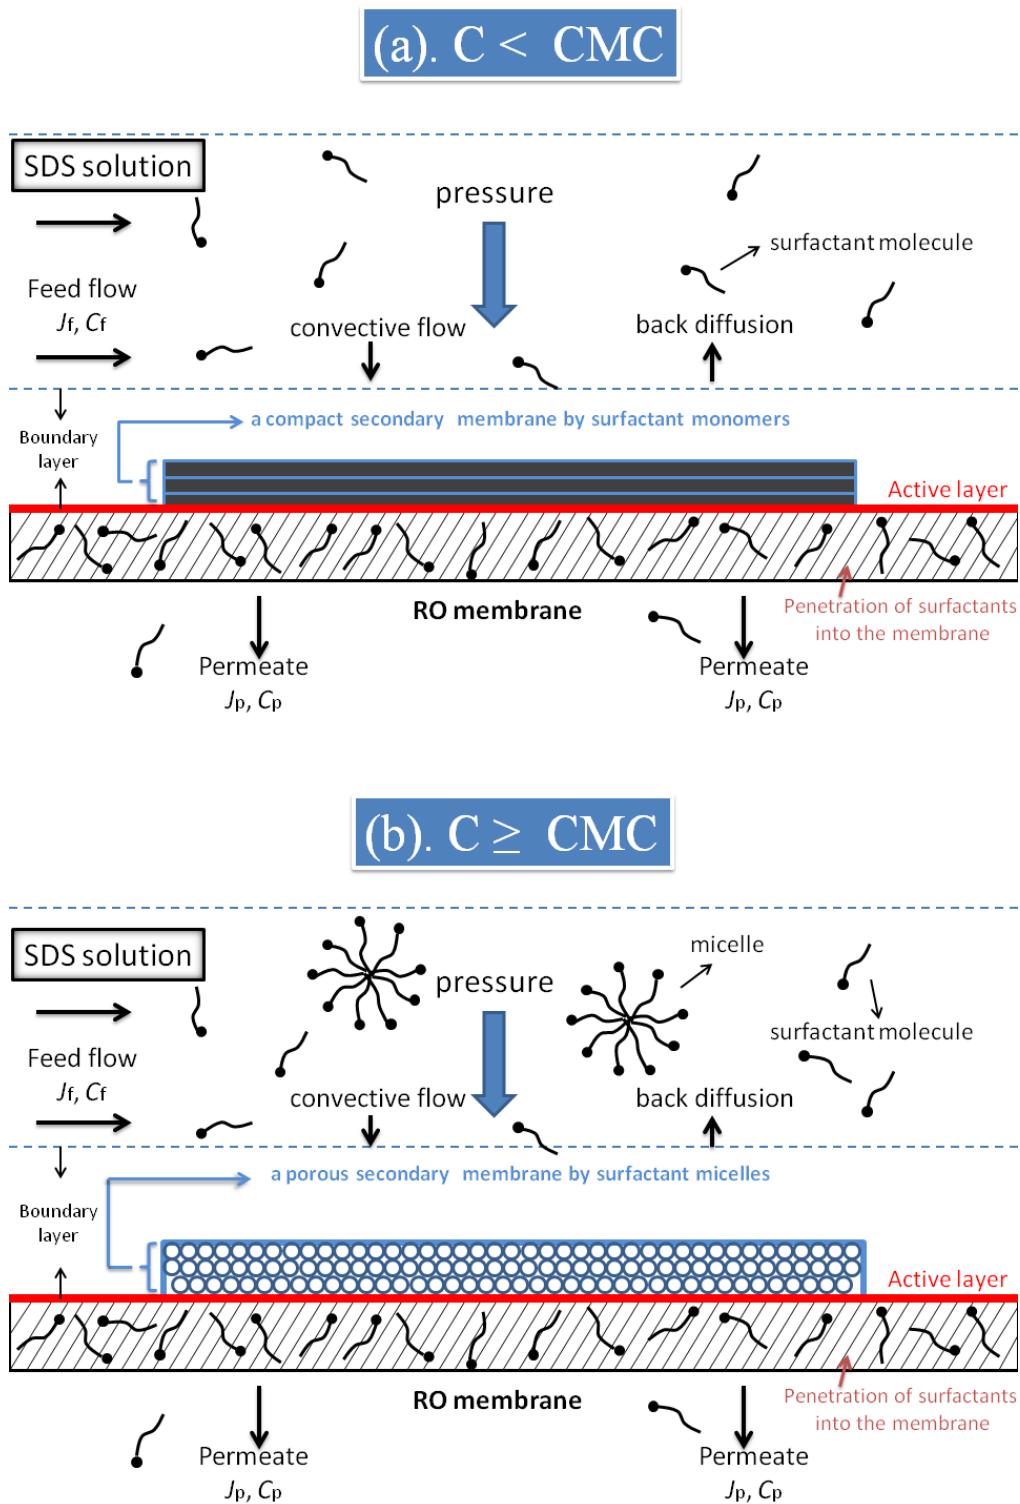 (a). C < CMC
SDS solution
pressure
surfactant molecule
Feed flow
Jf, Cf
convective flow
back diffusion
a compact secondary membrane by surfactant monomers
Boundary
layer
Active layer
RO membrane
Penetration of surfactants
into the membrane
Permeate
Jp, Cp
Permeate
Jp, Cp
(b). C ≥ CMC
SDS solution
micelle
pressure
surfactant molecule
Feed flow
Jf, Cf
convective flow
back diffusion
a porous secondary membrane by surfactant micelles
Boundary
layer
Active layer
RO membrane
Penetration of surfactants
into the membrane
Permeate
Jp, Cp
Permeate
Jp, Cp